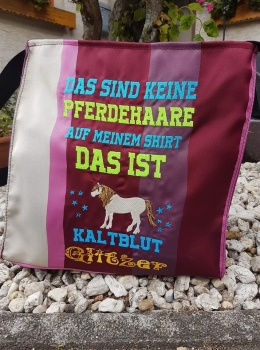 DAS SIND KEINE
PFERDEHAARE
AUF MEINEM SHIRT
DAS IST
KALTBLUT
Glitzer